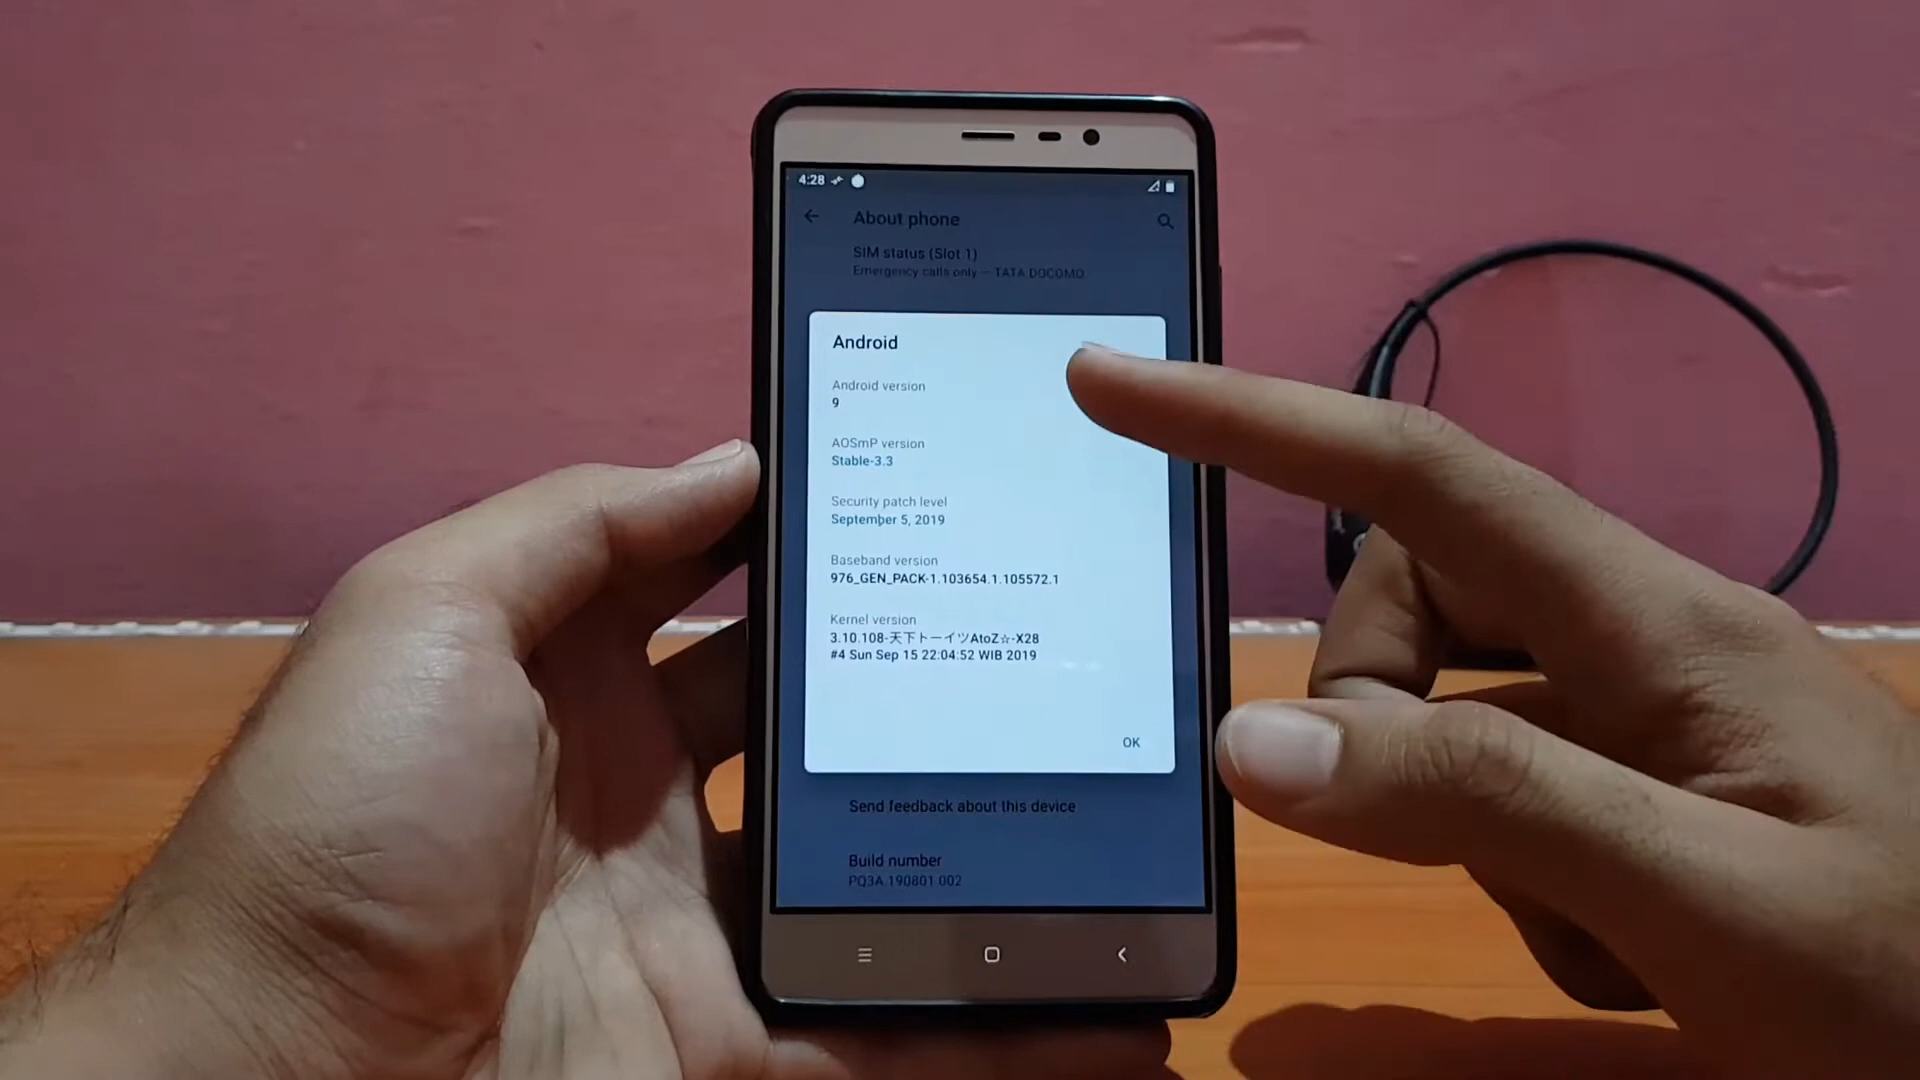 4:28
About phone
SIM status (Slot 1)
Emergency calls only — TATA DOCOMO
Android
Android version
9
AOSmP version
Stable-3.3
Security patch level
September 5, 2019
Baseband version
976_GEN_PACK-1.103654.1.105572.1
Kernel version
3.10.108-天下トーイツAtoZ☆-X28
#4 Sun Sep 15 22:04:52 WIB 2019
OK
Send feedback about this device
Build number
PQ3A.190801.002